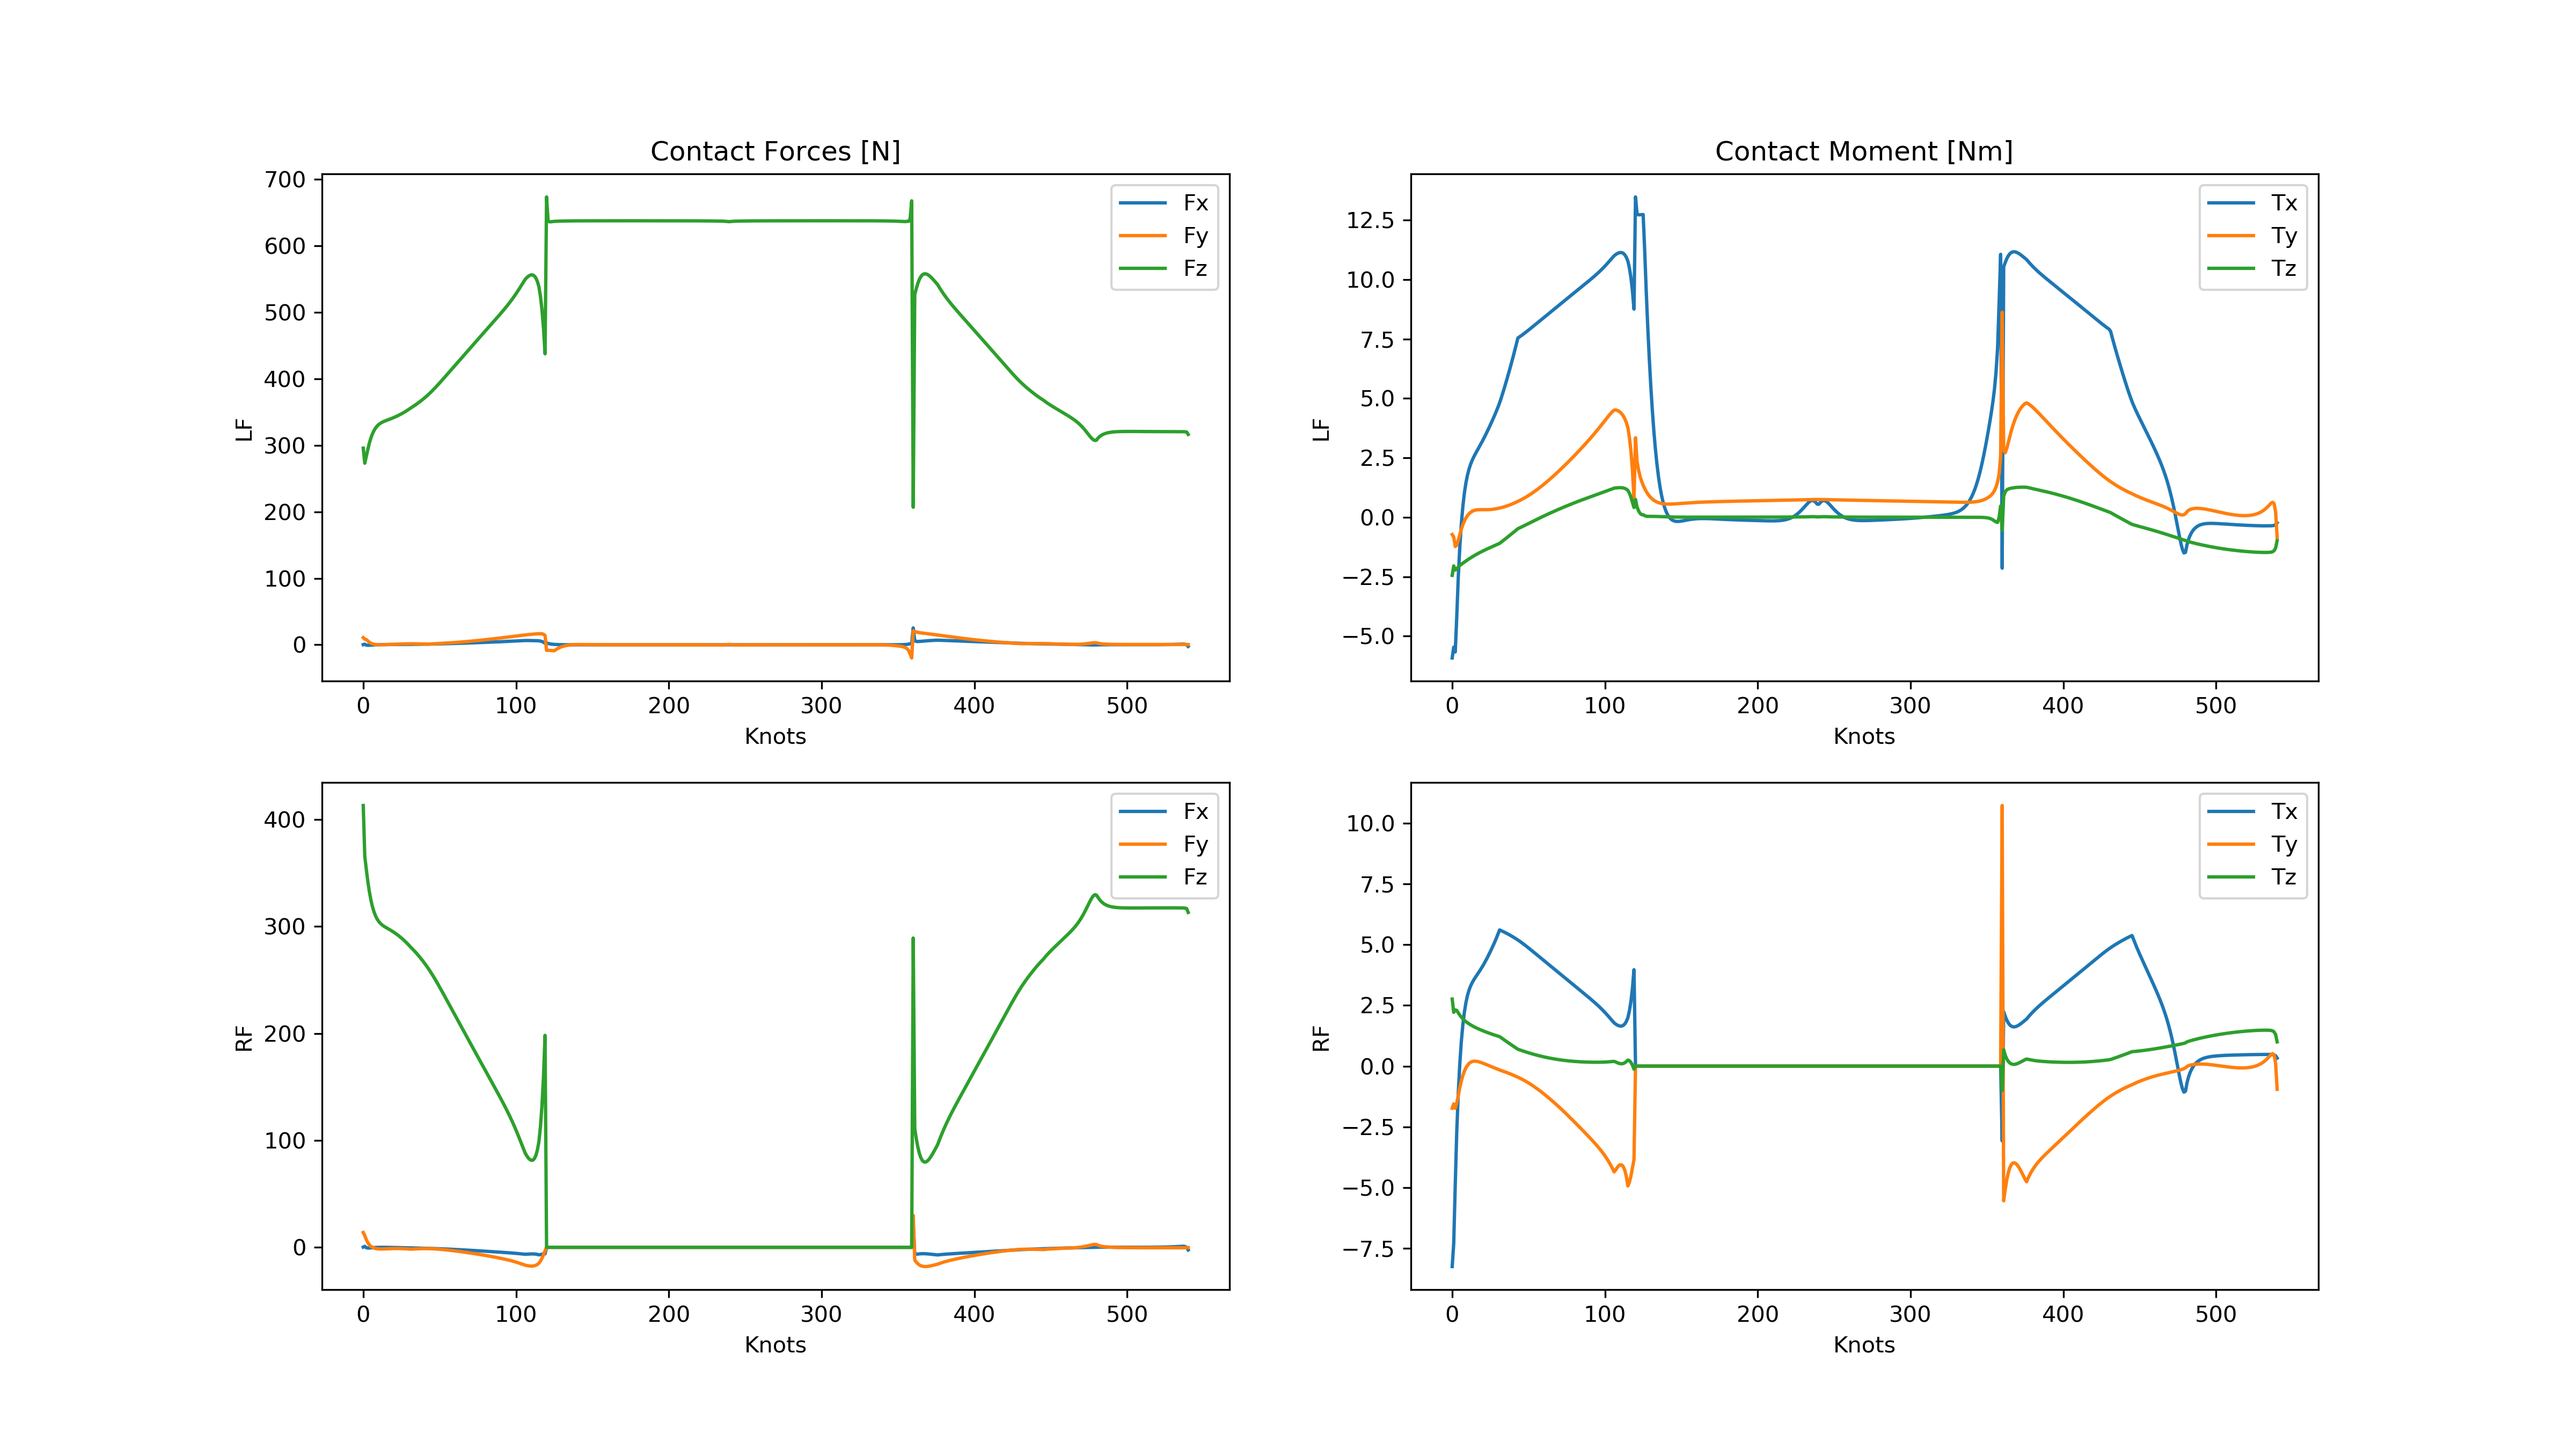 Contact Forces [N]
700
600
500
400
300
200
100
0
LF
0 100 200 300 400 500
Knots
Fx
Fy
Fz
Contact Moment [Nm]
12.5
10.0
7.5
5.0
2.5
0.0
−2.5
−5.0
LF
0 100 200 300 400 500
Knots
Tx
Ty
Tz
400
300
200
100
0
RF
0 100 200 300 400 500
Knots
Fx
Fy
Fz
10.0
7.5
5.0
2.5
0.0
−2.5
−5.0
−7.5
RF
0 100 200 300 400 500
Knots
Tx
Ty
Tz